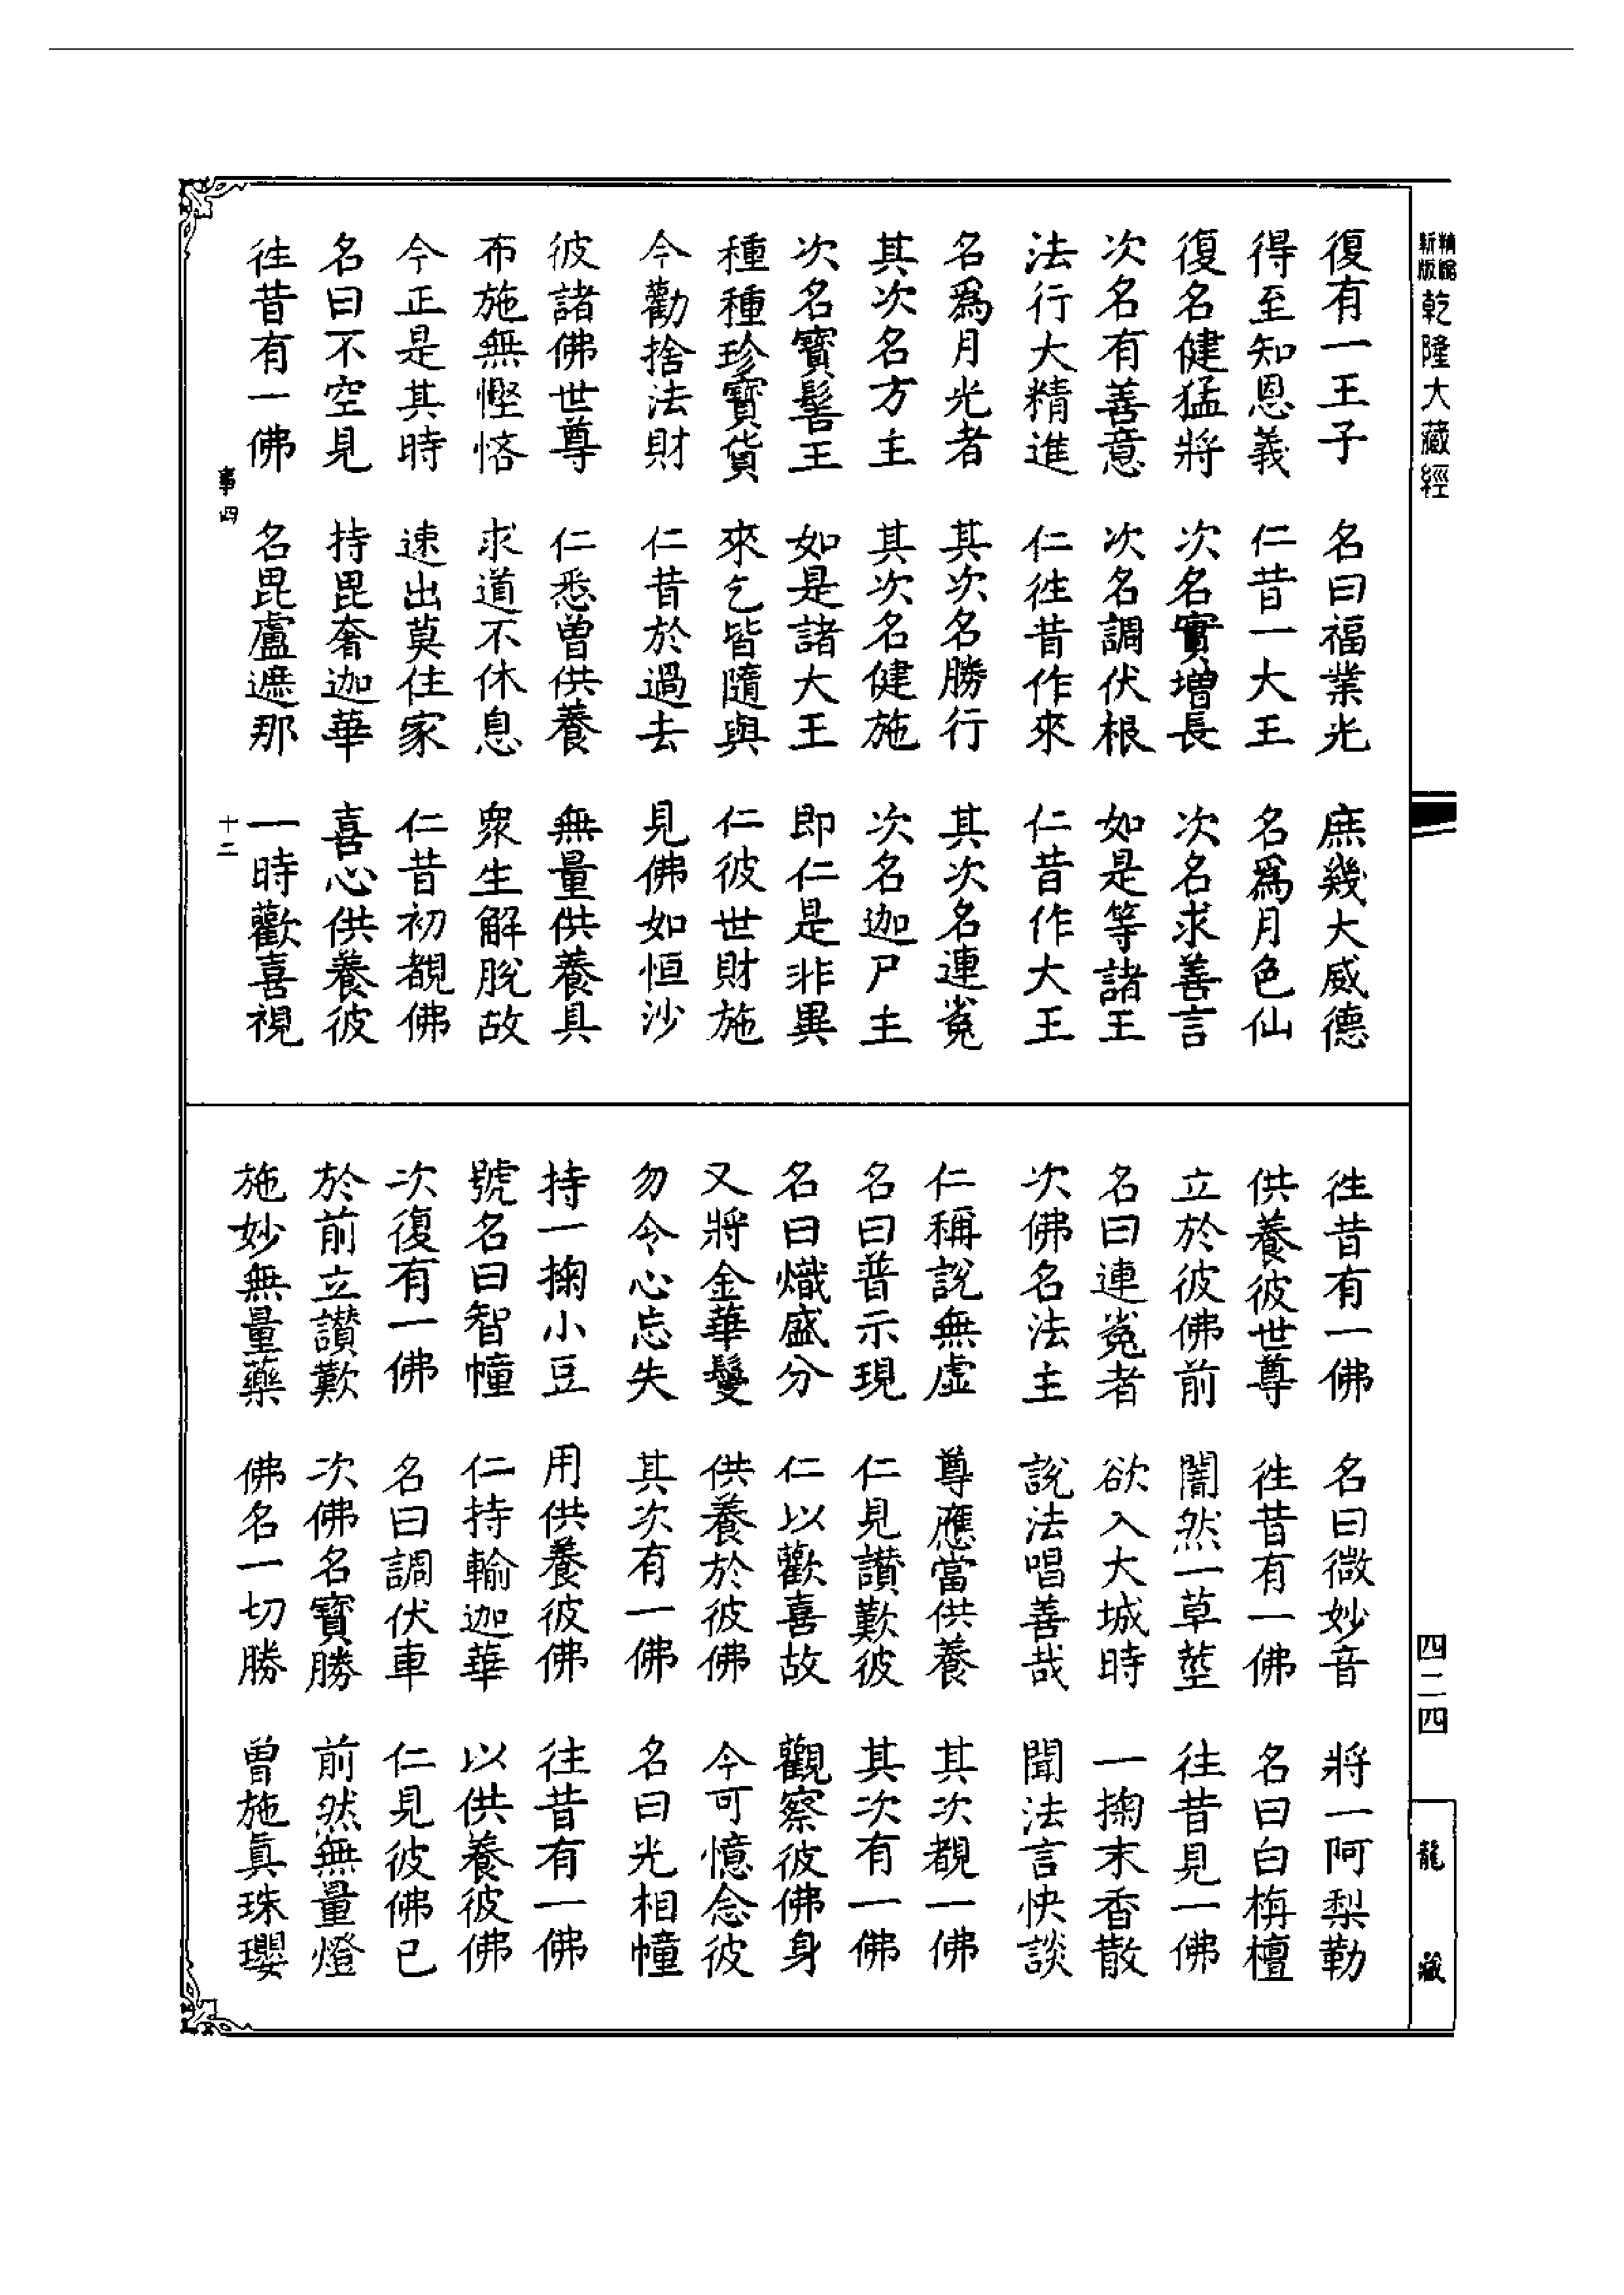 精縮新版乾隆大藏經
復有一王子　名曰福業光　庶幾大威德
得至知恩義　仁昔一大王　名爲月色仙
復名健猛將　次名實增長　次名求善言
次名有善意　次名調伏根　如是等諸王
法行大精進　仁徃昔作來　仁昔作大王
名爲月光者　其次名勝行　其次名連㝹
其次名方主　其次名健施　次名迦尸主
次名寶髻王　如是諸大王　即仁是非異
種種珍寶貨　來乞皆隨與　仁彼世財施
今勸捨法財　仁昔於過去　見佛如恒沙
彼諸佛世尊　仁悉曾供養　無量供養具
布施無慳悋　求道不休息　衆生解脫故
今正是其時　速出莫住家　仁昔初覩佛
名曰不空見　持毘奢迦華　喜心供養彼
徃昔有一佛　名毘盧遮那　一時歡喜視
事四　十二
徃昔有一佛　名曰微妙音　將一阿梨勒
供養彼世尊　徃昔有一佛　名曰白栴檀
立於彼佛前　闇然一草莖　往昔見一佛
名曰連㝹者　欲入大城時　一掬末香散
次佛名法主　說法唱善哉　聞法言快談
仁稱說無虛　尊應當供養　其次覩一佛
名曰普示現　仁見讃歎彼　其次有一佛
名曰熾盛分　仁以歡喜故　觀察彼佛身
又將金華鬘　供養於彼佛　今可憶念彼
勿令心忘失　其次有一佛　名曰光相幢
持一掬小豆　用供養彼佛　往昔有一佛
號名曰智幢　仁持輸迦華　以供養彼佛
次復有一佛　名曰調伏車　仁見彼佛已
於前立讃歎　次佛名寶勝　前然無量燈
施妙無量藥　佛名一切勝　曾施眞珠瓔
四二四
龍藏